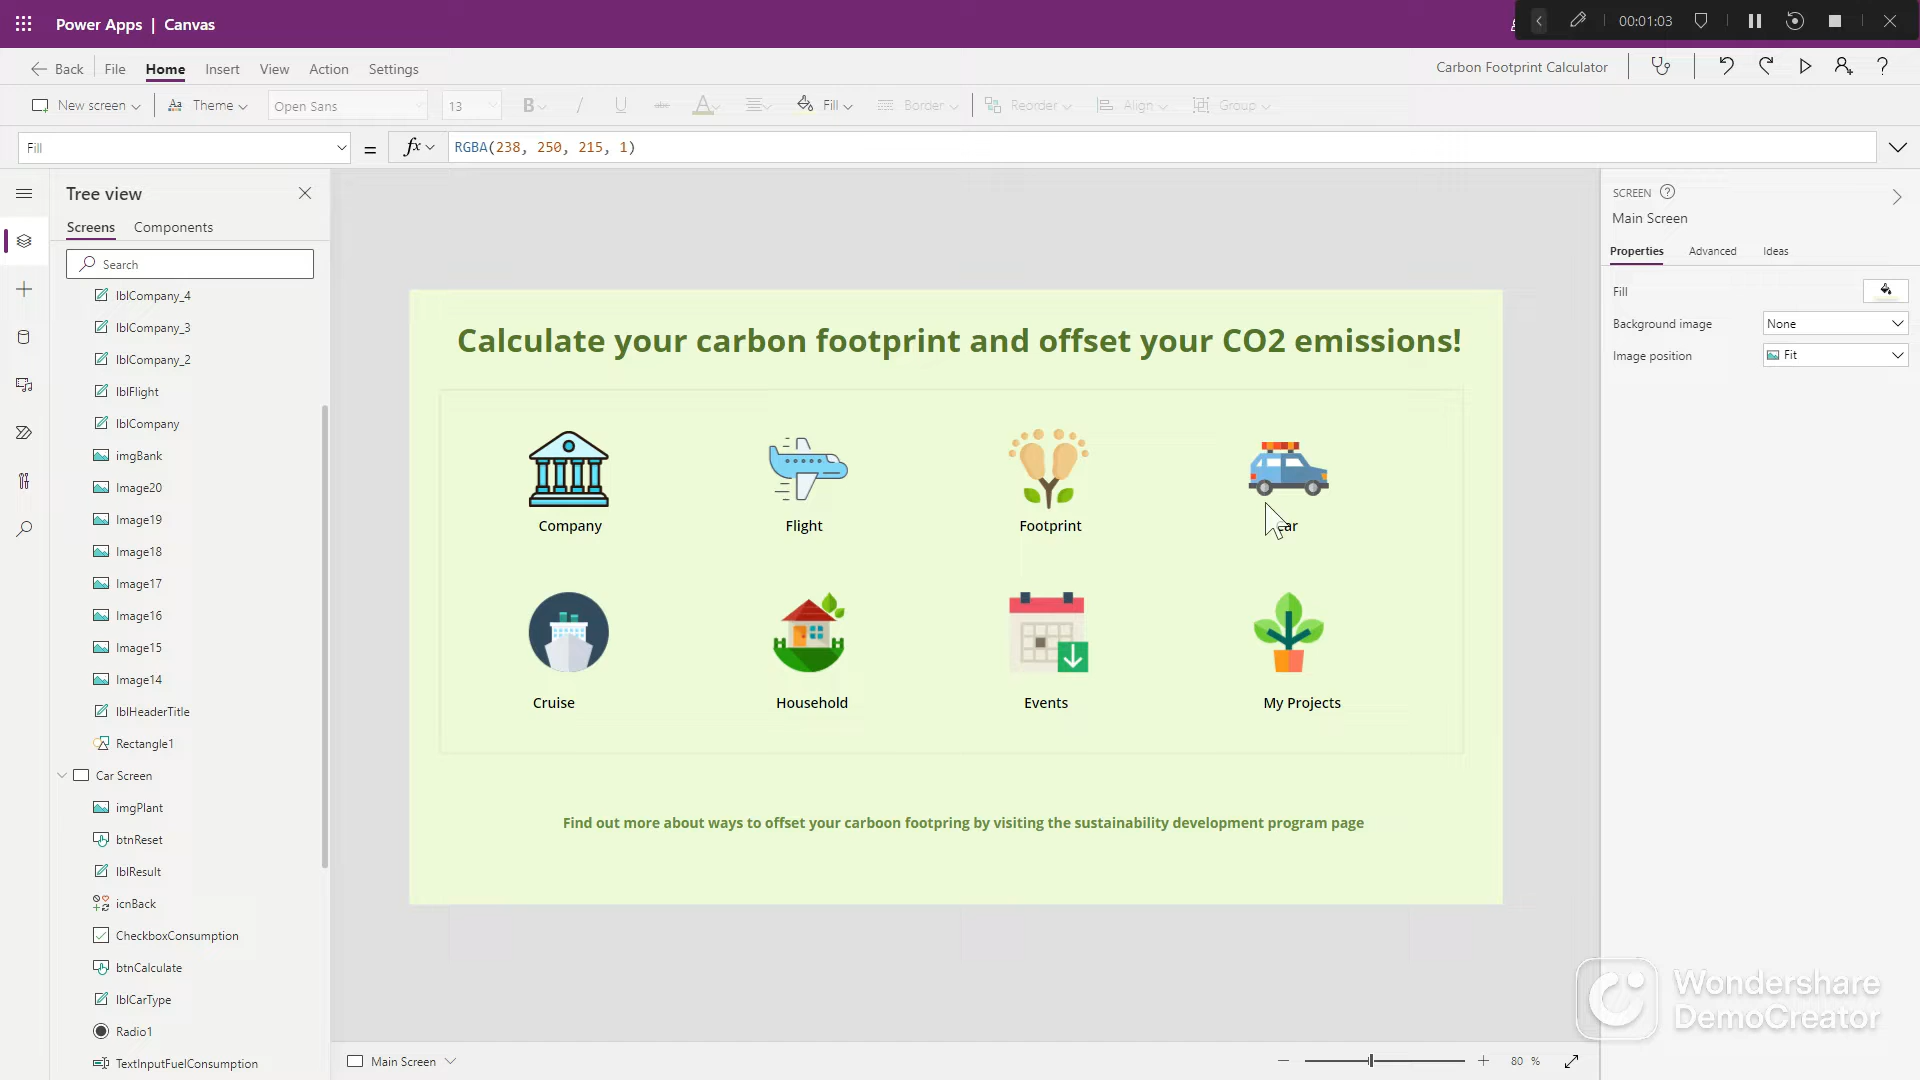 Power Apps | Canvas
00:01:03
Back File Home Insert View Action Settings
Carbon Footprint Calculator
New screen Theme Open Sans 13 B / U abc A Fill Border Reorder Align Group
Fill = fx RGBA(238, 250, 215, 1)
Tree view
Screens Components
Search
lblCompany_4
lblCompany_3
lblCompany_2
lblFlight
lblCompany
imgBank
Image20
Image19
Image18
Image17
Image16
Image15
Image14
lblHeaderTitle
Rectangle1
Car Screen
imgPlant
btnReset
lblResult
icnBack
CheckboxConsumption
btnCalculate
lblCarType
Radio1
TextInputFuelConsumption
Calculate your carbon footprint and offset your CO2 emissions!
Company Flight Footprint ar
Cruise Household Events My Projects
Find out more about ways to offset your carboon footpring by visiting the sustainability development program page
SCREEN
Main Screen
Properties Advanced Ideas
Fill
Background image None
Image position Fit
Wondershare
DemoCreator
Main Screen
80 %